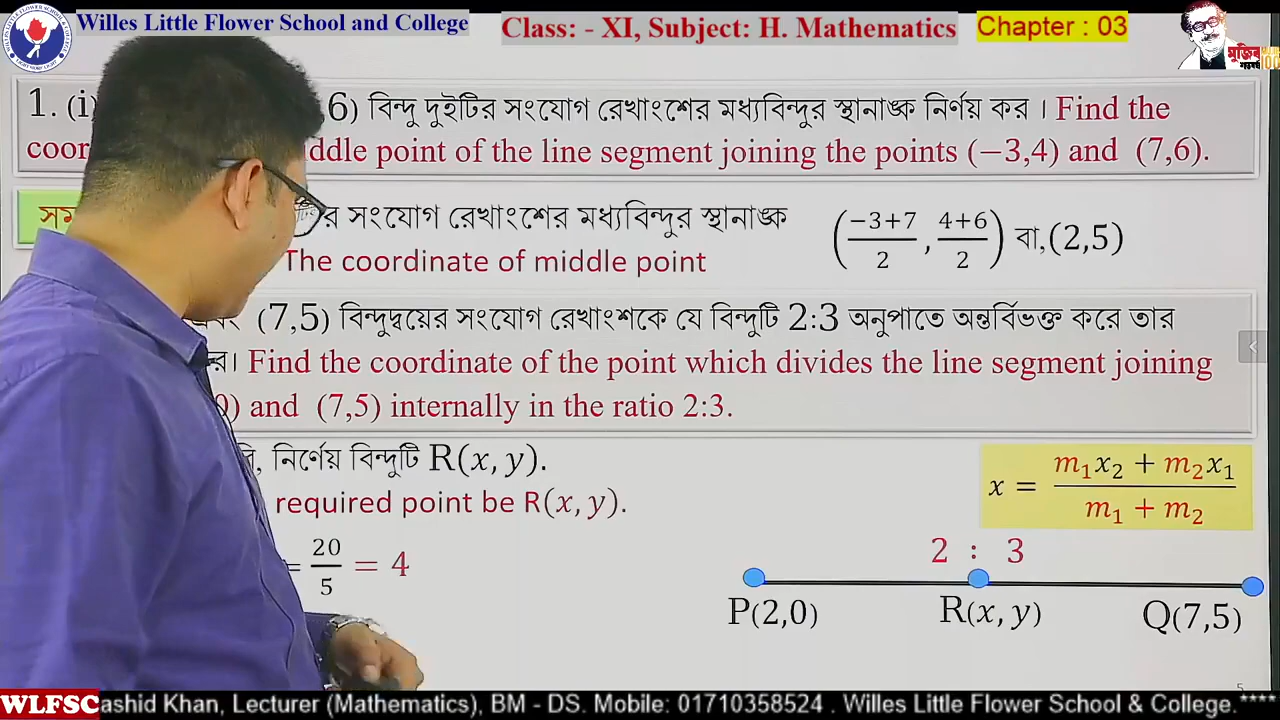 Willes Little Flower School and College
Class: - XI, Subject: H. Mathematics
Chapter : 03
মুজিব
শতবর্ষ 100
1. (i) 6) বিন্দু দুইটির সংযোগ রেখাংশের মধ্যবিন্দুর স্থানাঙ্ক নির্ণয় কর । Find the
coor ddle point of the line segment joining the points (−3,4) and (7,6).
র সংযোগ রেখাংশের মধ্যবিন্দুর স্থানাঙ্ক (−3+7/2 , 4+6/2) বা,(2,5)
The coordinate of middle point
(7,5) বিন্দুদ্বয়ের সংযোগ রেখাংশকে যে বিন্দুটি 2:3 অনুপাতে অন্তর্বিভক্ত করে তার
র। Find the coordinate of the point which divides the line segment joining
0) and (7,5) internally in the ratio 2:3.
, নির্ণেয় বিন্দুটি R(x, y).
required point be R(x, y).
x = m₁x₂ + m₂x₁ / m₁ + m₂
= 20/5 = 4
2 : 3
P(2,0) R(x, y) Q(7,5)
5
WLFSC ashid Khan, Lecturer (Mathematics), BM - DS. Mobile: 01710358524 . Willes Little Flower School & College.****